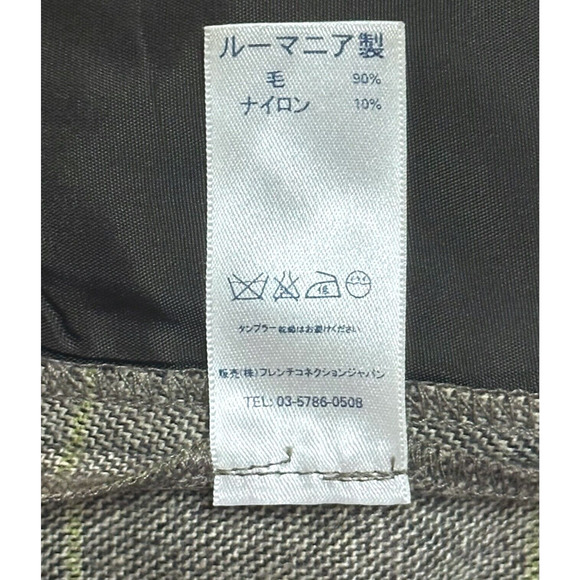 ルーマニア製
毛 90%
ナイロン 10%
タンブラー乾燥はお避けください
販売(株)フレンチコネクションジャパン
TEL: 03-5786-0508